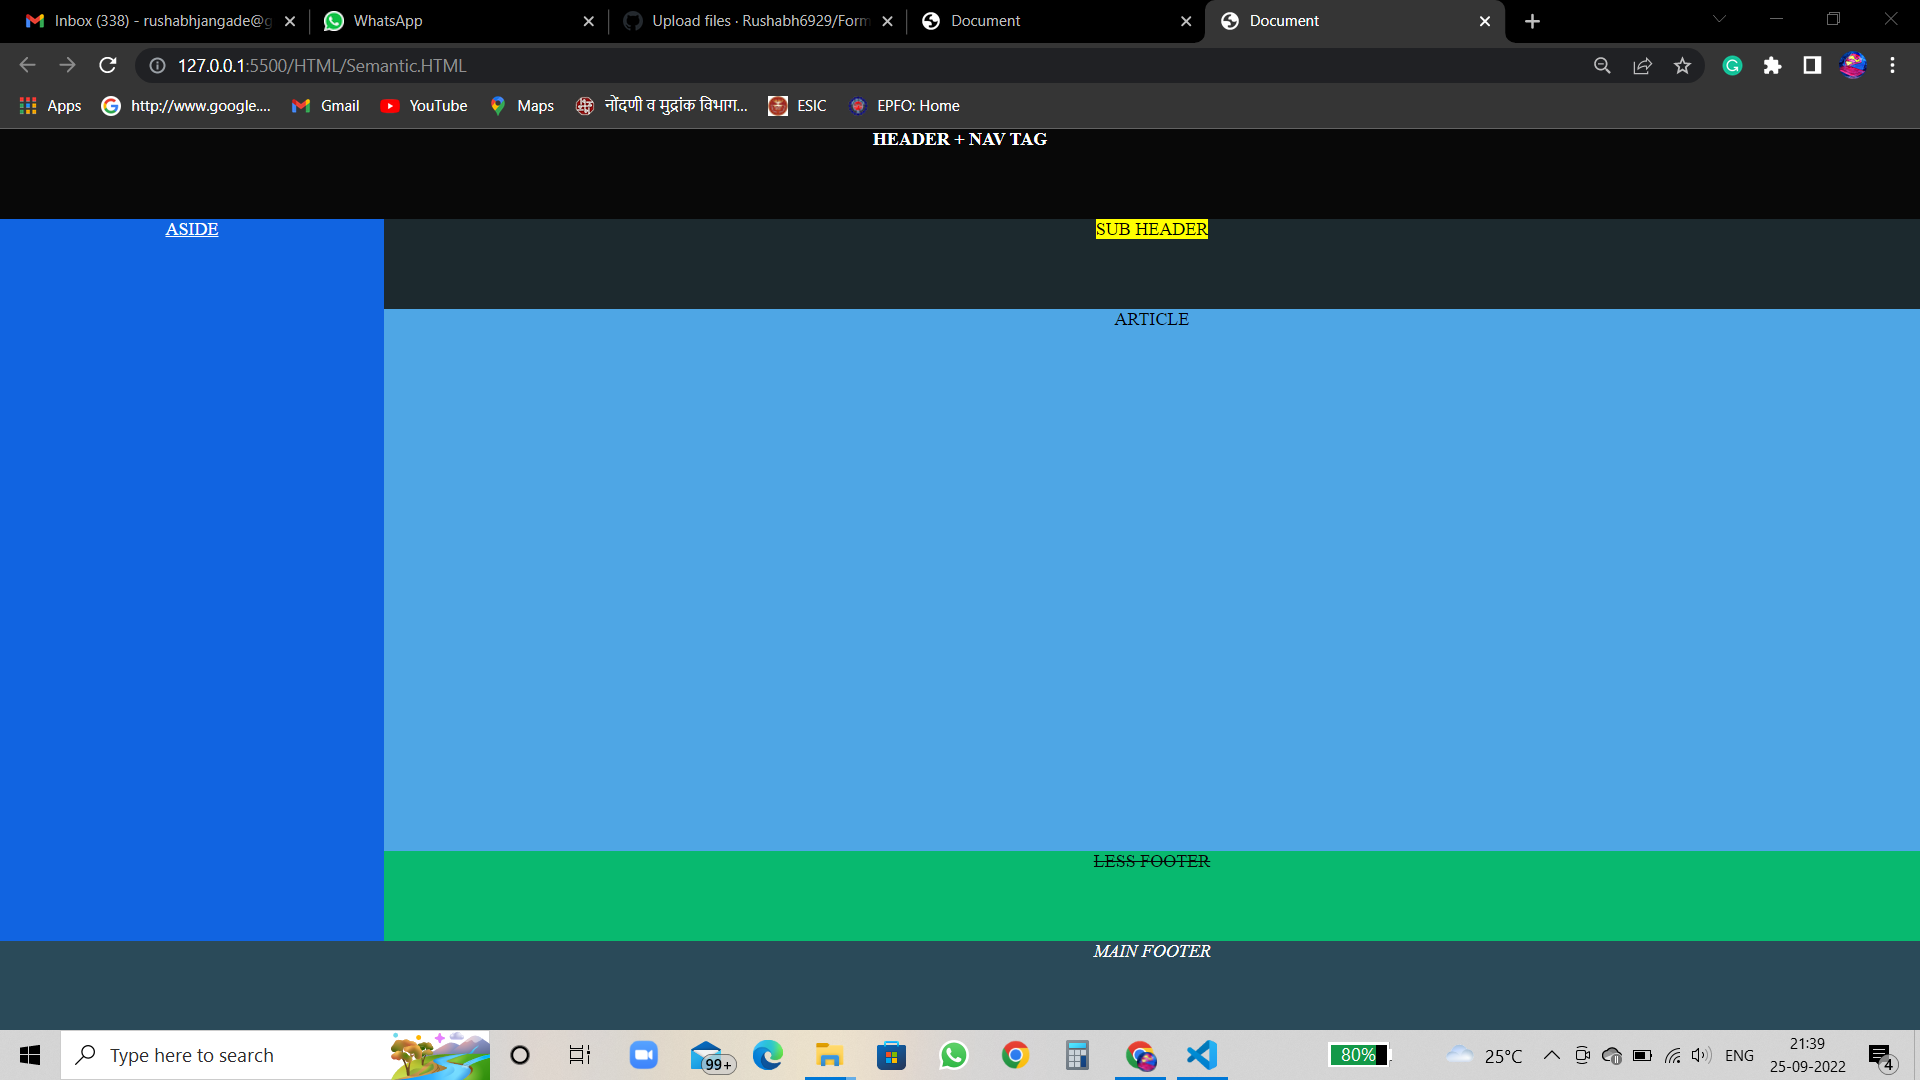 Inbox (338) - rushabhjangade@g
WhatsApp
Upload files · Rushabh6929/Form
Document
Document
127.0.0.1:5500/HTML/Semantic.HTML
Apps
http://www.google....
Gmail
YouTube
Maps
नोंदणी व मुद्रांक विभाग...
ESIC
EPFO: Home
HEADER + NAV TAG
ASIDE
SUB HEADER
ARTICLE
LESS FOOTER
MAIN FOOTER
Type here to search
99+
80%
25°C
ENG
21:39
25-09-2022
4